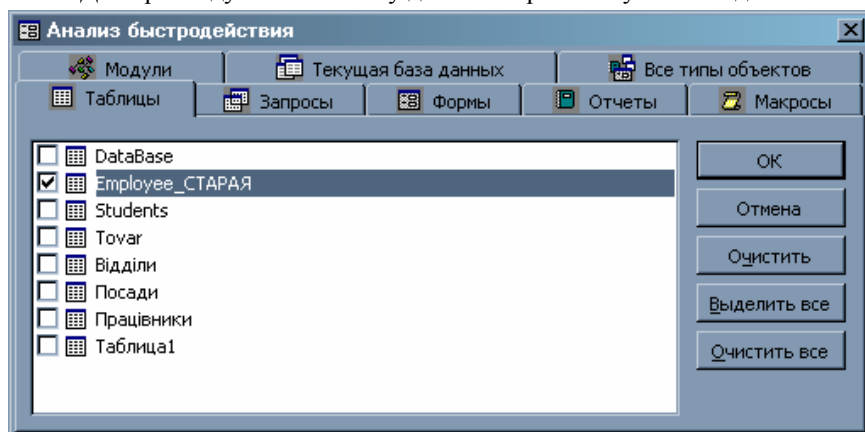 Анализ быстродействия
Модули
Текущая база данных
Все типы объектов
Таблицы
Запросы
Формы
Отчеты
Макросы
DataBase
Employee_СТАРАЯ
Students
Tovar
Відділи
Посади
Працівники
Таблица1
ОК
Отмена
Очистить
Выделить все
Очистить все